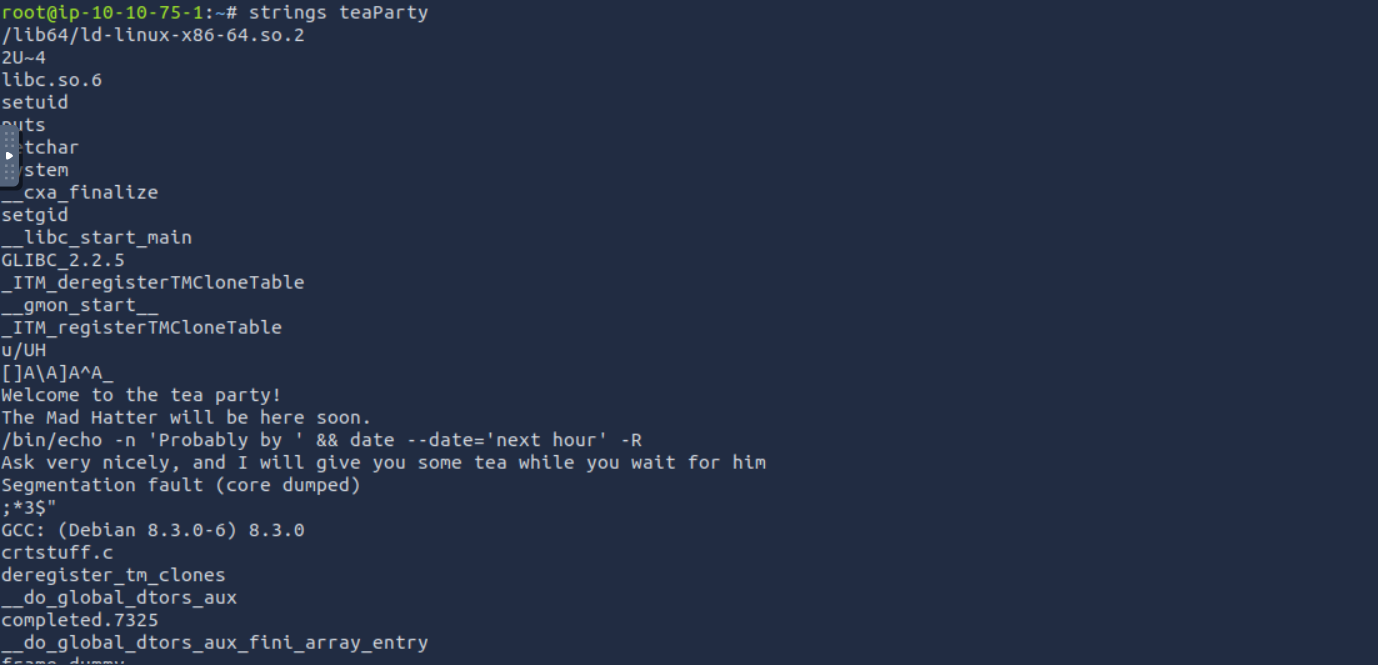 root@ip-10-10-75-1:~# strings teaParty
/lib64/ld-linux-x86-64.so.2
2U~4
libc.so.6
setuid
puts
etchar
ystem
__cxa_finalize
setgid
__libc_start_main
GLIBC_2.2.5
_ITM_deregisterTMCloneTable
__gmon_start__
_ITM_registerTMCloneTable
u/UH
[]A\A]A^A_
Welcome to the tea party!
The Mad Hatter will be here soon.
/bin/echo -n 'Probably by ' && date --date='next hour' -R
Ask very nicely, and I will give you some tea while you wait for him
Segmentation fault (core dumped)
;*3$"
GCC: (Debian 8.3.0-6) 8.3.0
crtstuff.c
deregister_tm_clones
__do_global_dtors_aux
completed.7325
__do_global_dtors_aux_fini_array_entry
frame_dummy